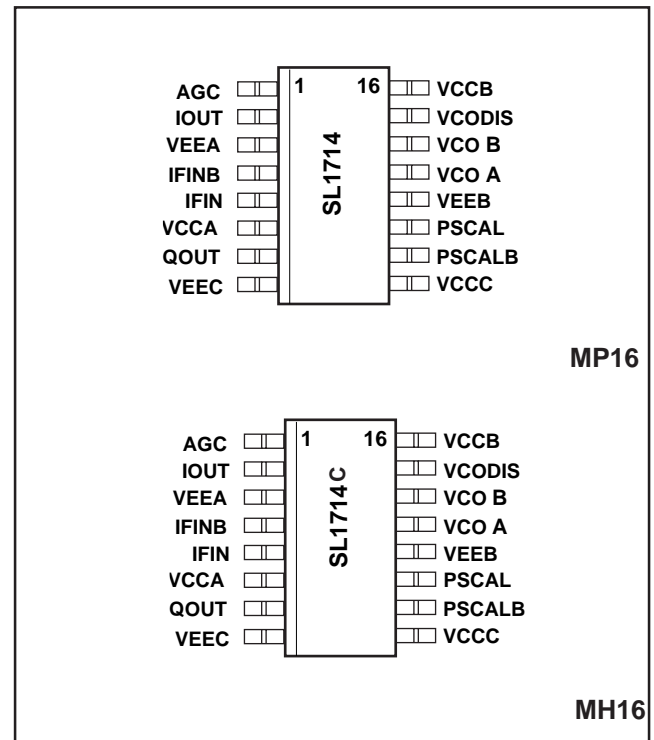 AGC 1 16 VCCB
IOUT VCODIS
VEEA VCO B
IFINB VCO A
IFIN VEEB
VCCA PSCAL
QOUT PSCALB
VEEC VCCC
SL1714
MP16
AGC 1 16 VCCB
IOUT VCODIS
VEEA VCO B
IFINB VCO A
IFIN VEEB
VCCA PSCAL
QOUT PSCALB
VEEC VCCC
SL1714C
MH16